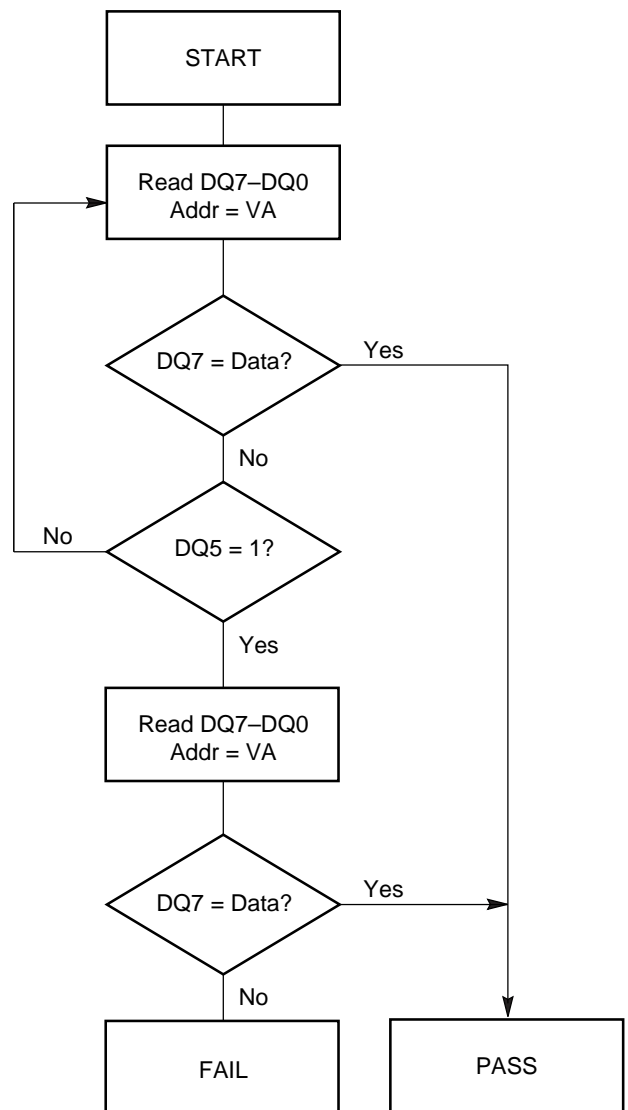 START
Read DQ7–DQ0
Addr = VA
DQ7 = Data?
Yes
No
No
DQ5 = 1?
Yes
Read DQ7–DQ0
Addr = VA
DQ7 = Data?
Yes
No
FAIL
PASS